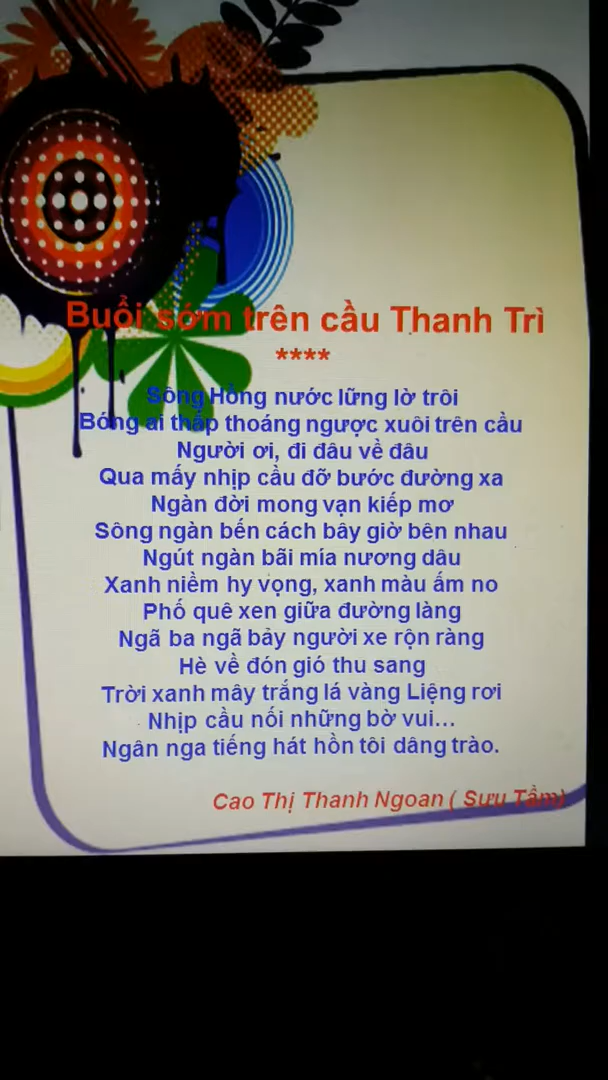 Buổi sớm trên cầu Thanh Trì
****
Sông Hồng nước lững lờ trôi
Bóng ai thấp thoáng ngược xuôi trên cầu
Người ơi, đi đâu về đâu
Qua mấy nhịp cầu đỡ bước đường xa
Ngàn đời mong vạn kiếp mơ
Sông ngàn bến cách bây giờ bên nhau
Ngút ngàn bãi mía nương dâu
Xanh niềm hy vọng, xanh màu ấm no
Phố quê xen giữa đường làng
Ngã ba ngã bảy người xe rộn ràng
Hè về đón gió thu sang
Trời xanh mây trắng lá vàng Liệng rơi
Nhịp cầu nối những bờ vui...
Ngân nga tiếng hát hồn tôi dâng trào.
Cao Thị Thanh Ngoan ( Sưu Tầm)